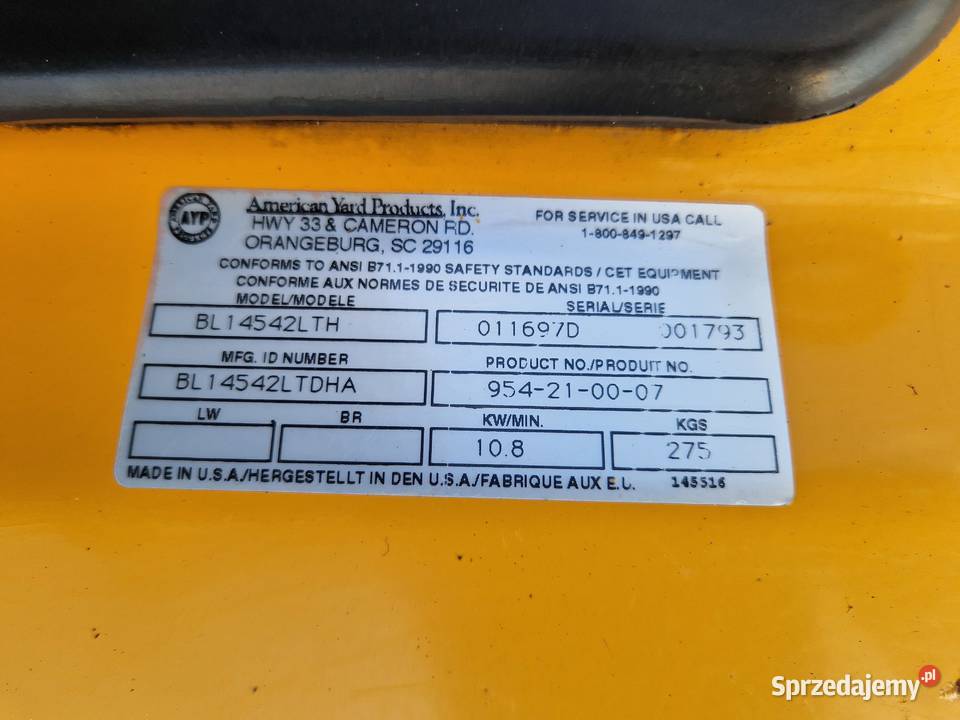 AYP
American Yard Products, Inc.
HWY 33 & CAMERON RD.
ORANGEBURG, SC 29116
FOR SERVICE IN USA CALL
1-800-849-1297
CONFORMS TO ANSI B71.1-1990 SAFETY STANDARDS / CET EQUIPMENT
CONFORME AUX NORMES DE SECURITE DE ANSI B71.1-1990
MODEL/MODELE
SERIAL/SERIE
BL14542LTH
011697D 001793
MFG. ID NUMBER
PRODUCT NO./PRODUIT NO.
BL14542LTDHA
954-21-00-07
LW BR KW/MIN. KGS
10.8 275
MADE IN U.S.A./HERGESTELLT IN DEN U.S.A./FABRIQUE AUX E.U. 145516
Sprzedajemy.pl